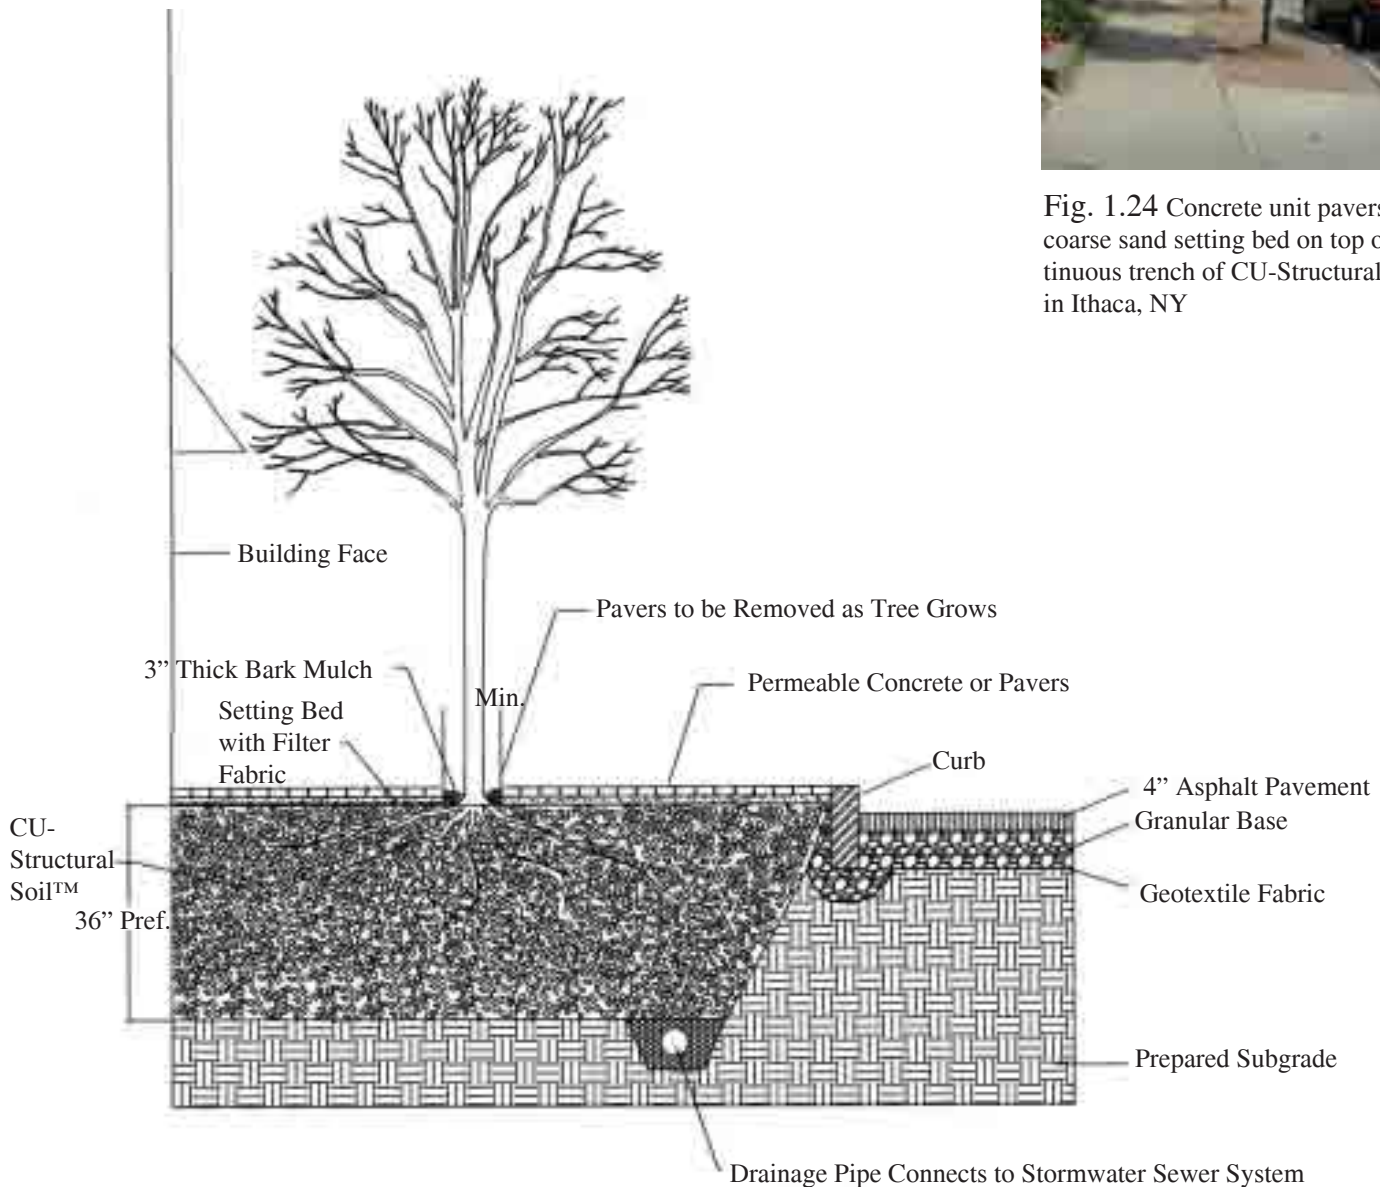 Fig. 1.24 Concrete unit pavers
coarse sand setting bed on top o
tinuous trench of CU-Structural
in Ithaca, NY
Building Face
Pavers to be Removed as Tree Grows
3” Thick Bark Mulch
Permeable Concrete or Pavers
Min.
Setting Bed
with Filter
Fabric
Curb
4” Asphalt Pavement
Granular Base
CU-
Structural
Soil™
Geotextile Fabric
36” Pref.
Prepared Subgrade
Drainage Pipe Connects to Stormwater Sewer System